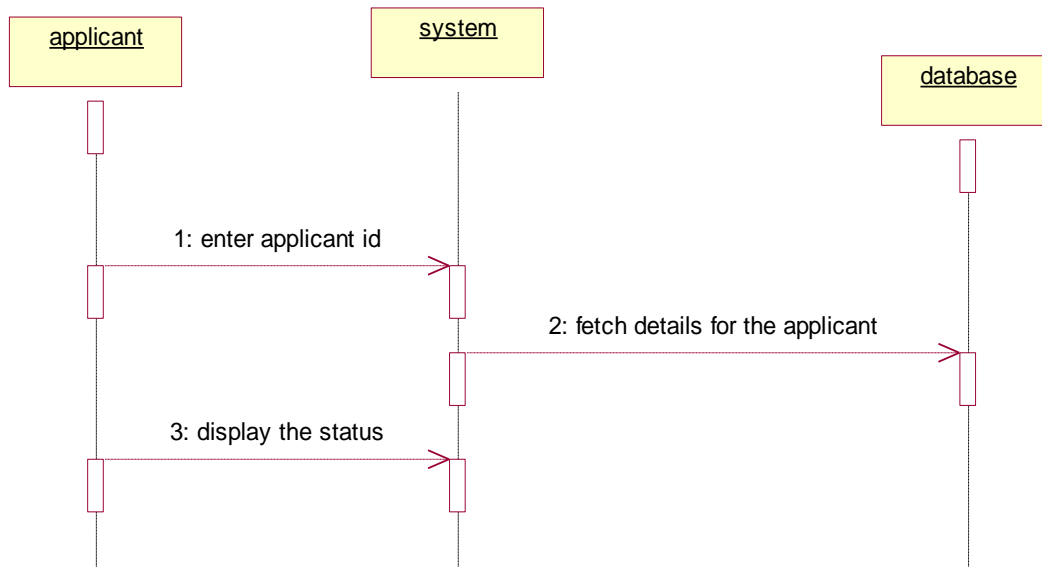 applicant
system
database
1: enter applicant id
2: fetch details for the applicant
3: display the status